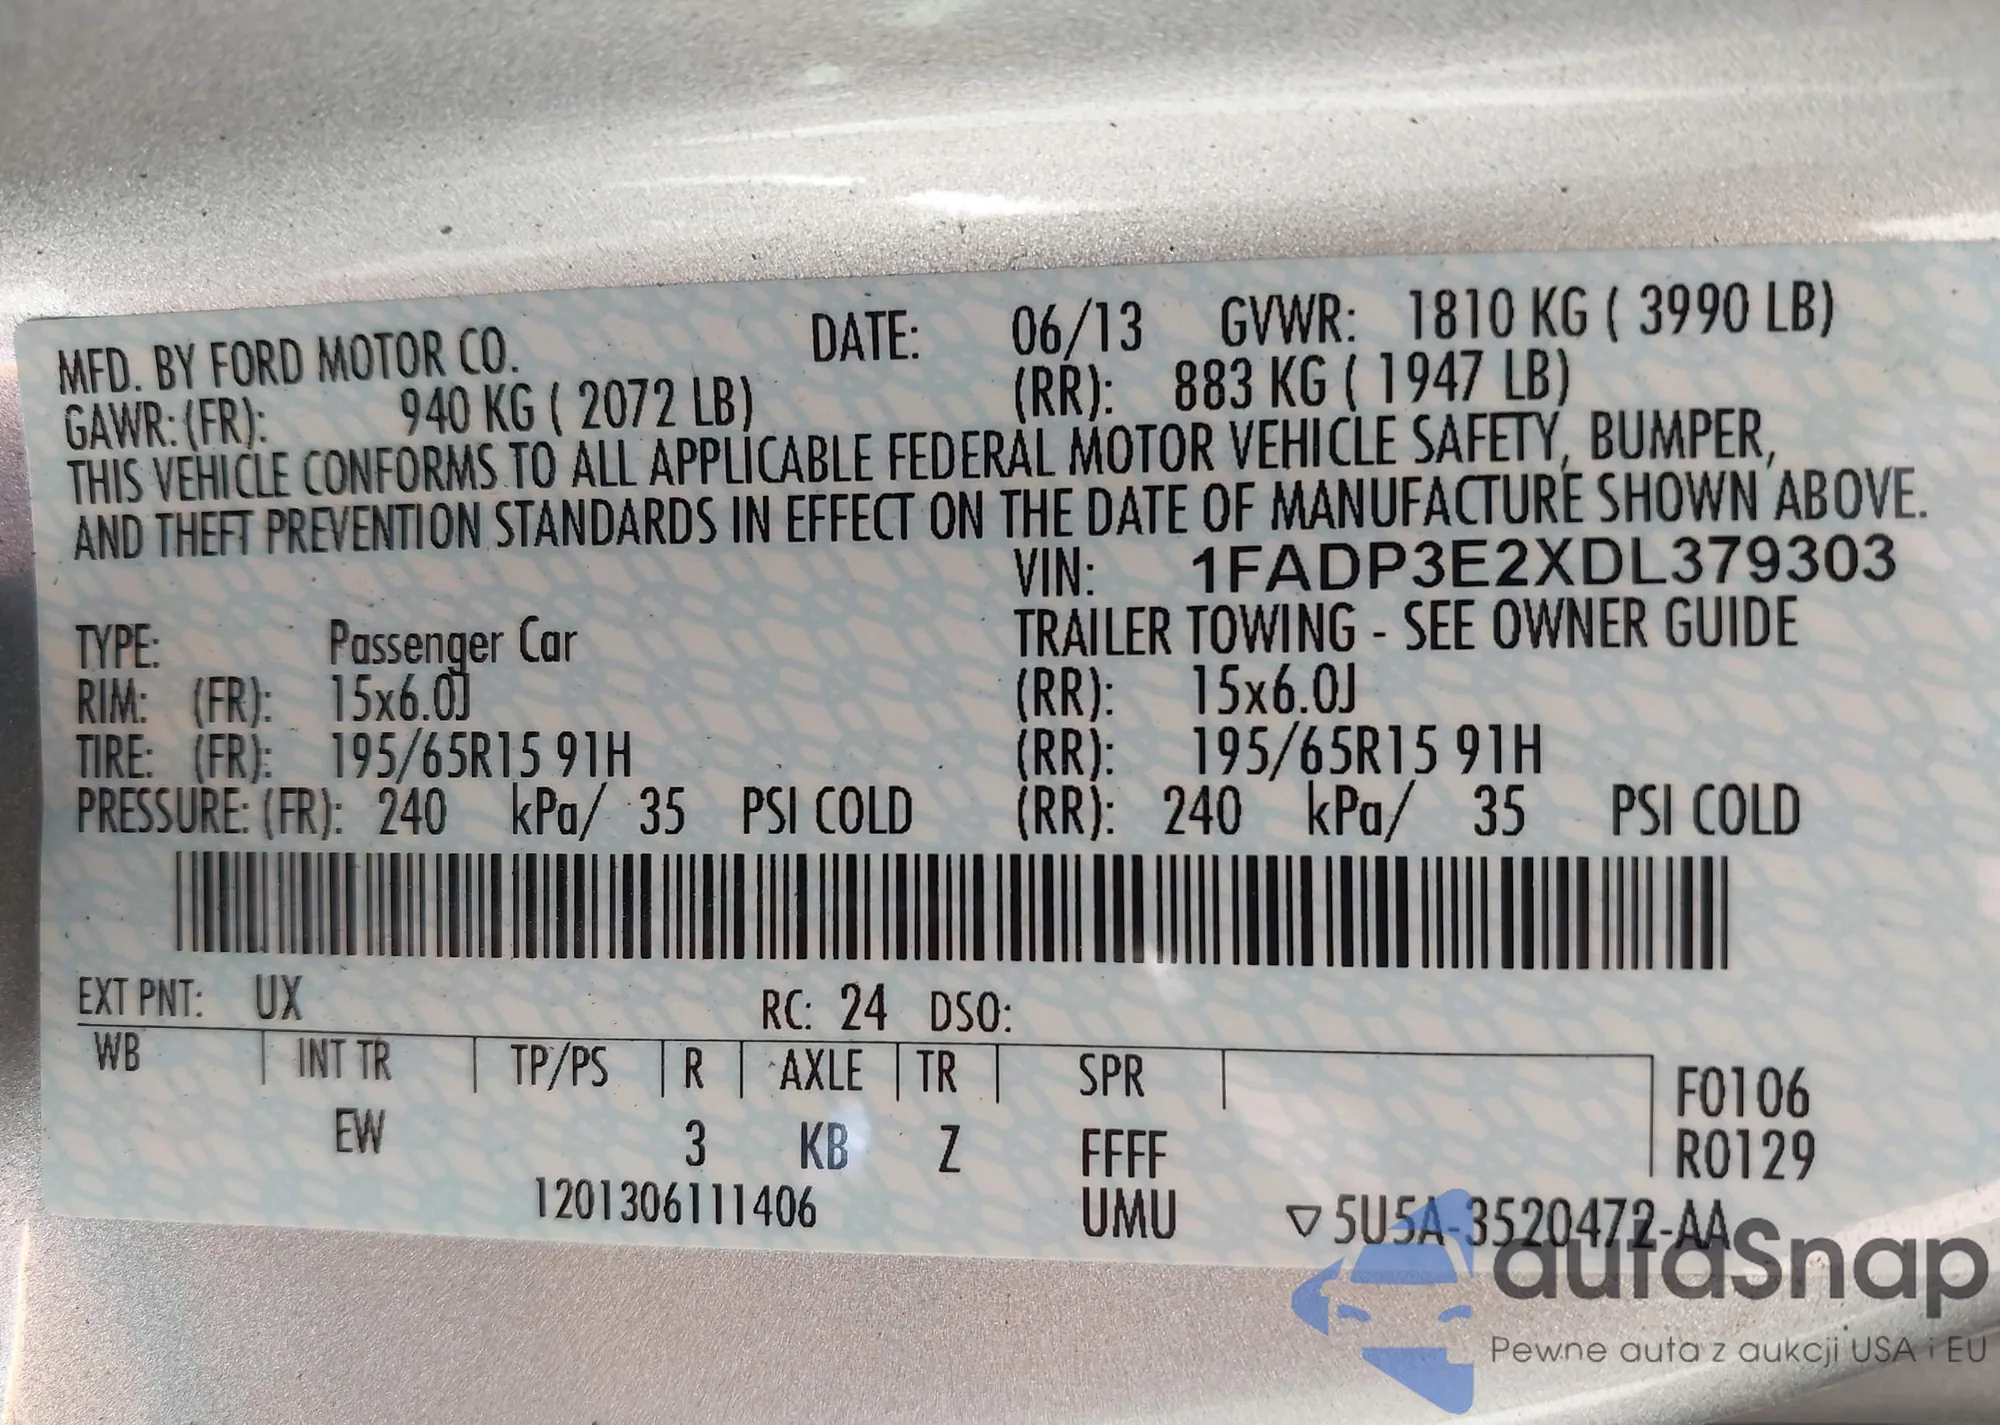 MFD. BY FORD MOTOR CO. DATE: 06/13 GVWR: 1810 KG ( 3990 LB)
GAWR: (FR): 940 KG ( 2072 LB) (RR): 883 KG ( 1947 LB)
THIS VEHICLE CONFORMS TO ALL APPLICABLE FEDERAL MOTOR VEHICLE SAFETY, BUMPER,
AND THEFT PREVENTION STANDARDS IN EFFECT ON THE DATE OF MANUFACTURE SHOWN ABOVE.
VIN: 1FADP3E2XDL379303
TYPE: Passenger Car TRAILER TOWING - SEE OWNER GUIDE
RIM: (FR): 15x6.0J (RR): 15x6.0J
TIRE: (FR): 195/65R15 91H (RR): 195/65R15 91H
PRESSURE: (FR): 240 kPa/ 35 PSI COLD (RR): 240 kPa/ 35 PSI COLD
EXT PNT: UX RC: 24 DSO:
WB INT TR TP/PS R AXLE TR SPR F0106
EW 3 KB Z FFFF R0129
1201306111406 UMU ▽5U5A-3520472-AA
autaSnap
Pewne auta z aukcji USA i EU